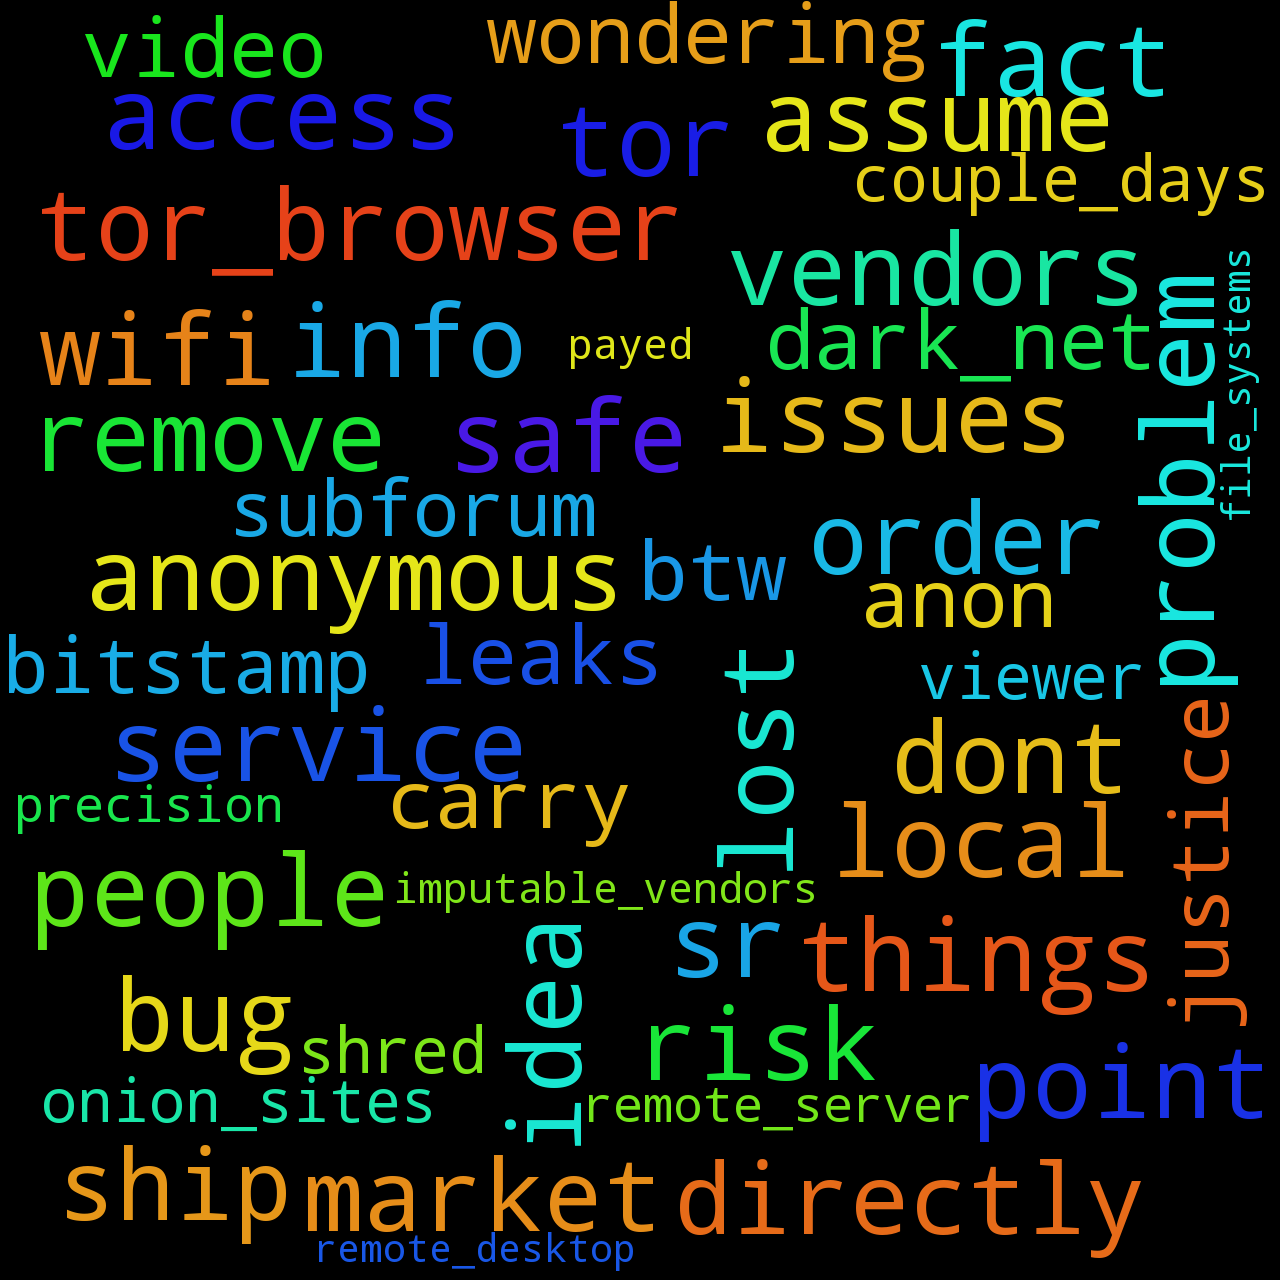 video
wondering
fact
access
tor
assume
couple_days
tor_browser
vendors
wifi
info
payed
dark_net
problem
file_systems
remove
safe
issues
subforum
order
anonymous
btw
anon
bitstamp
leaks
lost
viewer
service
dont
justice
precision
carry
local
people
imputable_vendors
idea
sr
things
bug
shred
risk
point
onion_sites
remote_server
ship
market
directly
remote_desktop